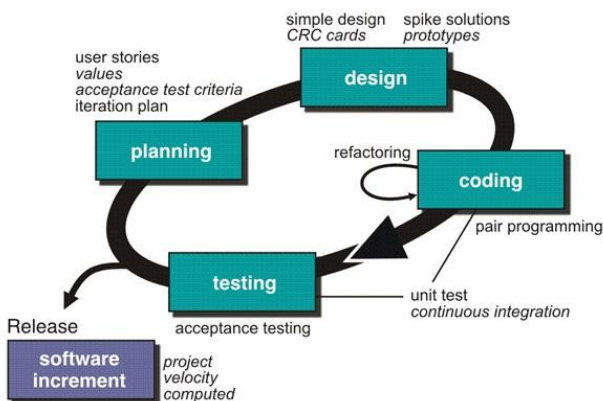 simple design
CRC cards
spike solutions
prototypes
design
user stories
values
acceptance test criteria
iteration plan
planning
refactoring
coding
pair programming
testing
acceptance testing
unit test
continuous integration
Release
software
increment
project
velocity
computed